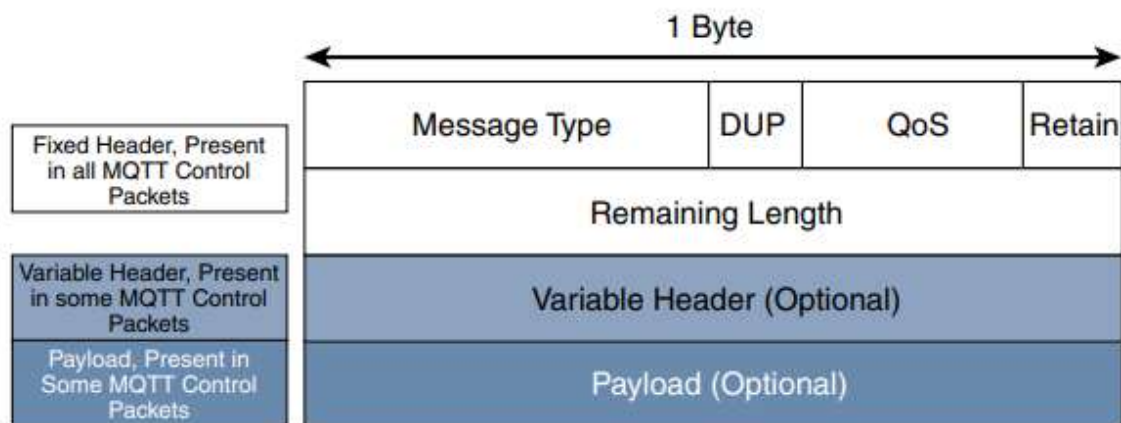 1 Byte
Message Type DUP QoS Retain
Fixed Header, Present
in all MQTT Control
Packets
Remaining Length
Variable Header, Present
in some MQTT Control
Packets
Variable Header (Optional)
Payload, Present in
Some MQTT Control
Packets
Payload (Optional)